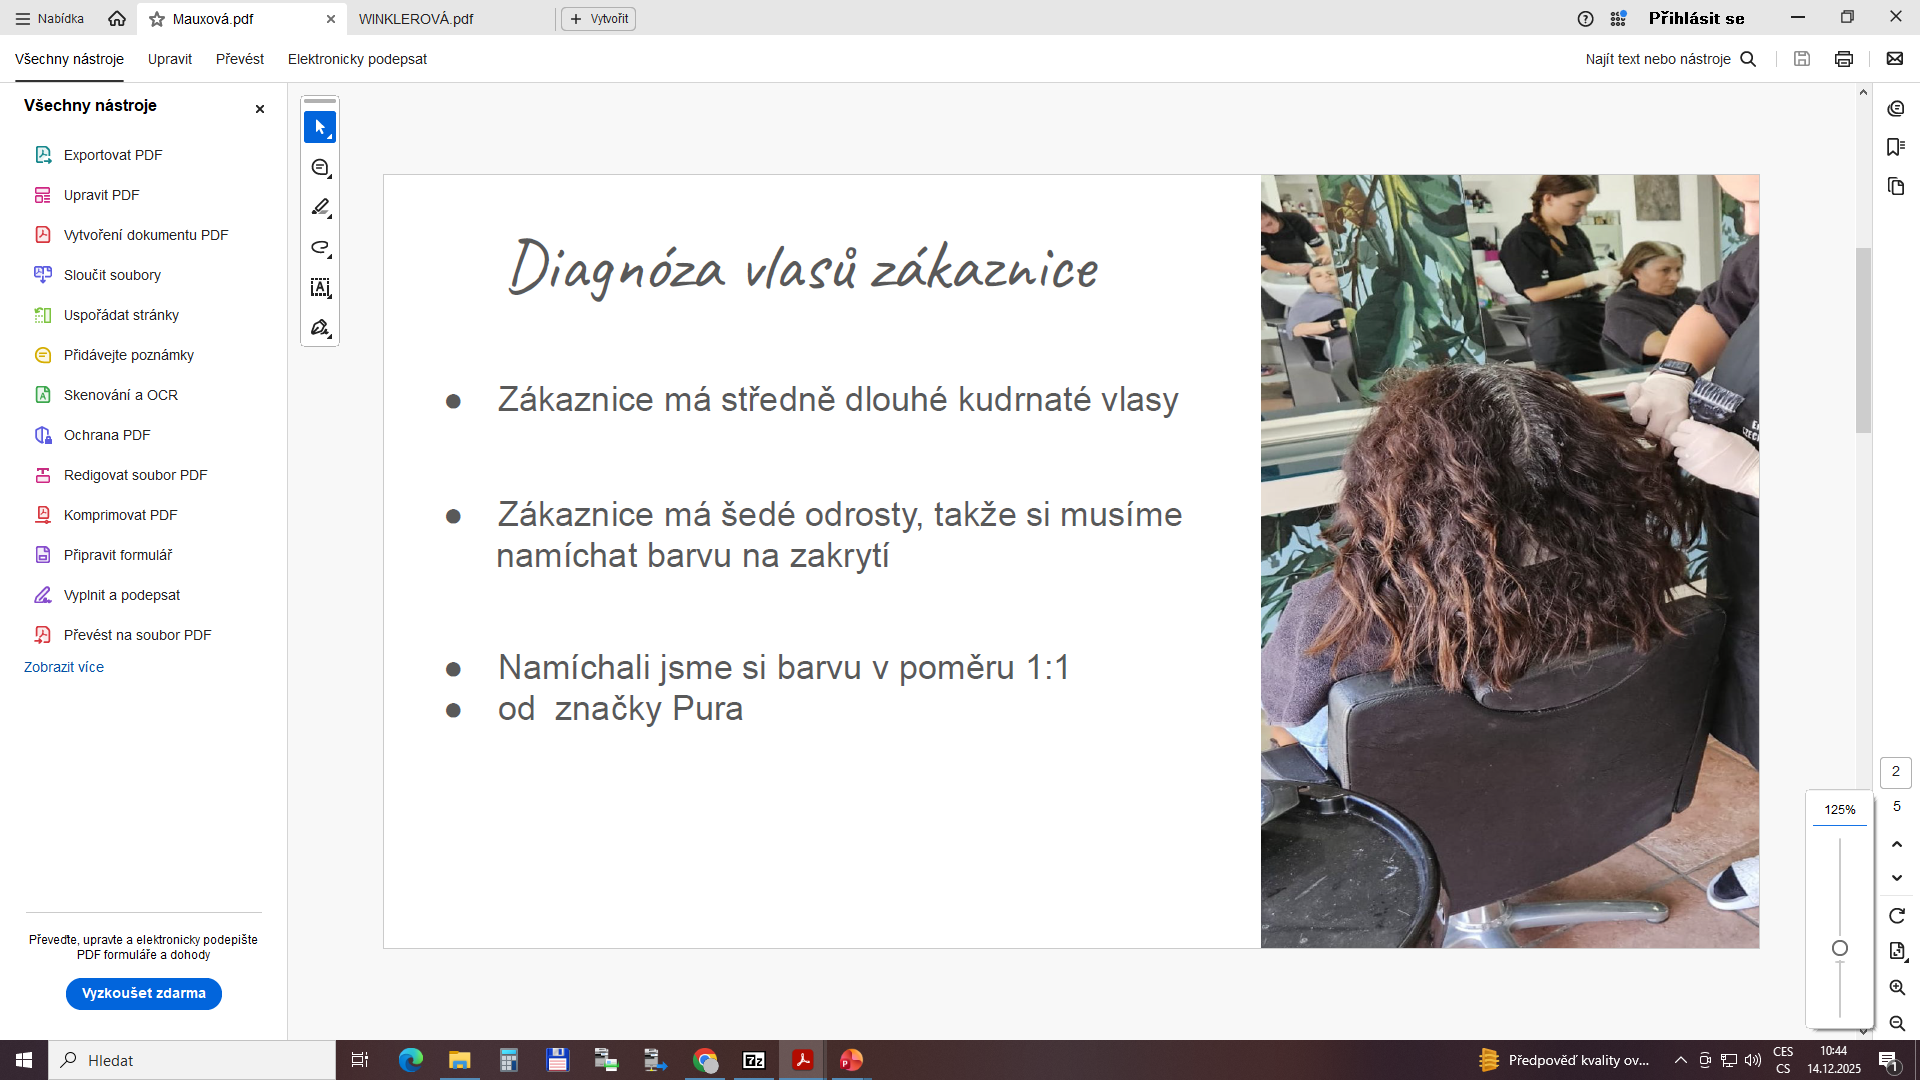 Nabídka
Mauxová.pdf
WINKLEROVÁ.pdf
Vytvořit
Přihlásit se
Všechny nástroje
Upravit
Převést
Elektronicky podepsat
Najít text nebo nástroje
Všechny nástroje
Exportovat PDF
Upravit PDF
Vytvoření dokumentu PDF
Sloučit soubory
Uspořádat stránky
Přidávejte poznámky
Skenování a OCR
Ochrana PDF
Redigovat soubor PDF
Komprimovat PDF
Připravit formulář
Vyplnit a podepsat
Převést na soubor PDF
Zobrazit více
Převeďte, upravte a elektronicky podepište
PDF formuláře a dohody
Vyzkoušet zdarma
Diagnóza vlasů zákaznice
● Zákaznice má středně dlouhé kudrnaté vlasy
● Zákaznice má šedé odrosty, takže si musíme
namíchat barvu na zakrytí
● Namíchali jsme si barvu v poměru 1:1
● od  značky Pura
2
5
125%
Hledat
7z
Předpověď kvality ov...
CES
CS
10:44
14.12.2025
1